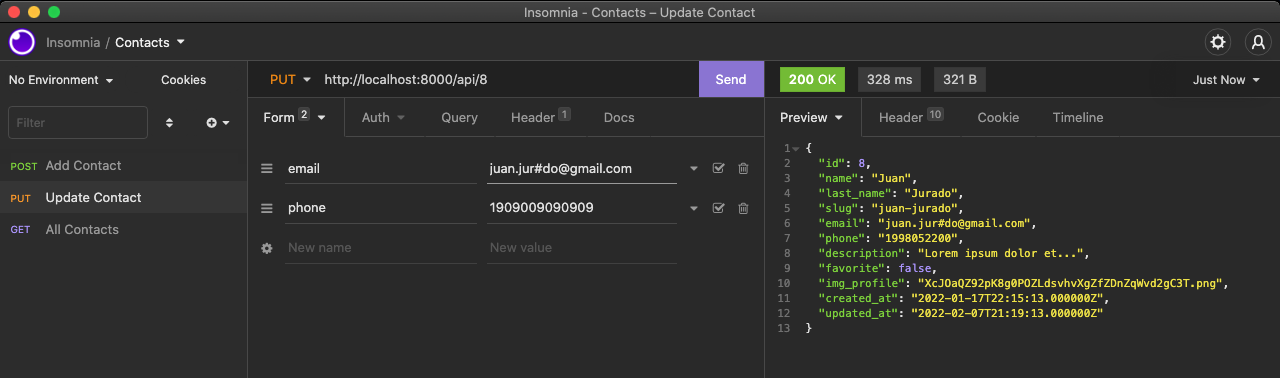 Insomnia - Contacts – Update Contact
Insomnia / Contacts
No Environment Cookies
Filter
POST Add Contact
PUT Update Contact
GET All Contacts
PUT http://localhost:8000/api/8 Send
Form 2 Auth Query Header 1 Docs
email juan.jur#do@gmail.com
phone 1909009090909
New name New value
200 OK 328 ms 321 B Just Now
Preview Header 10 Cookie Timeline
1 {
2 "id": 8,
3 "name": "Juan",
4 "last_name": "Jurado",
5 "slug": "juan-jurado",
6 "email": "juan.jur#do@gmail.com",
7 "phone": "1998052200",
8 "description": "Lorem ipsum dolor et...",
9 "favorite": false,
10 "img_profile": "XcJOaQZ92pK8g0POZLdsvhvXgZfZDnZqWvd2gC3T.png",
11 "created_at": "2022-01-17T22:15:13.000000Z",
12 "updated_at": "2022-02-07T21:19:13.000000Z"
13 }